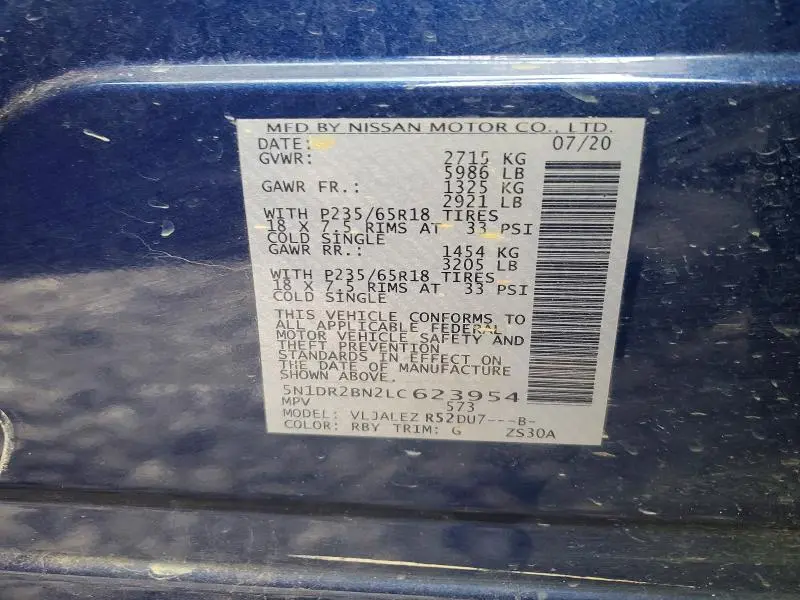 MFD BY NISSAN MOTOR CO., LTD.
DATE: 07/20
GVWR: 2715 KG
5986 LB
GAWR FR.: 1325 KG
2921 LB
WITH P235/65R18 TIRES
18 X 7.5 RIMS AT 33 PSI
COLD SINGLE
GAWR RR.: 1454 KG
3205 LB
WITH P235/65R18 TIRES
18 X 7.5 RIMS AT 33 PSI
COLD SINGLE
THIS VEHICLE CONFORMS TO
ALL APPLICABLE FEDERAL
MOTOR VEHICLE SAFETY AND
THEFT PREVENTION
STANDARDS IN EFFECT ON
THE DATE OF MANUFACTURE
SHOWN ABOVE.
5N1DR2BN2LC623954
MPV 573
MODEL: VLJALEZ R52DU7---B-
COLOR: RBY TRIM: G ZS30A